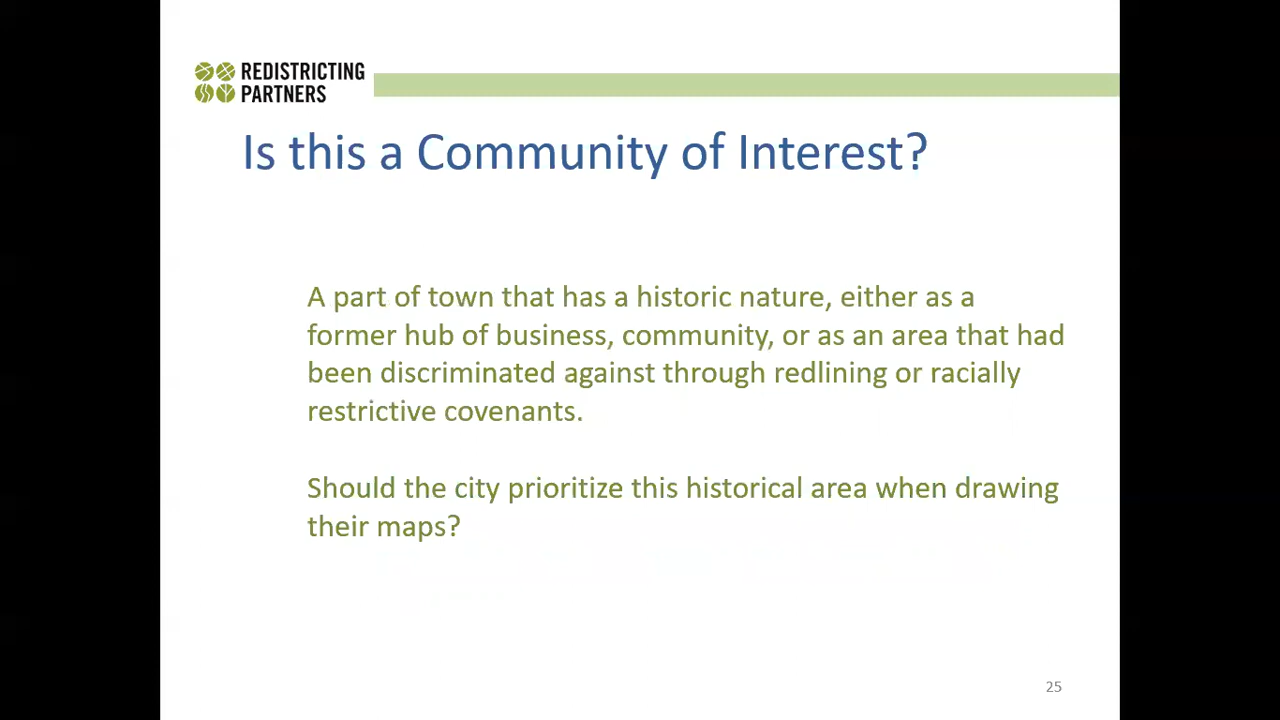 REDISTRICTING
PARTNERS
Is this a Community of Interest?
A part of town that has a historic nature, either as a
former hub of business, community, or as an area that had
been discriminated against through redlining or racially
restrictive covenants.
Should the city prioritize this historical area when drawing
their maps?
25